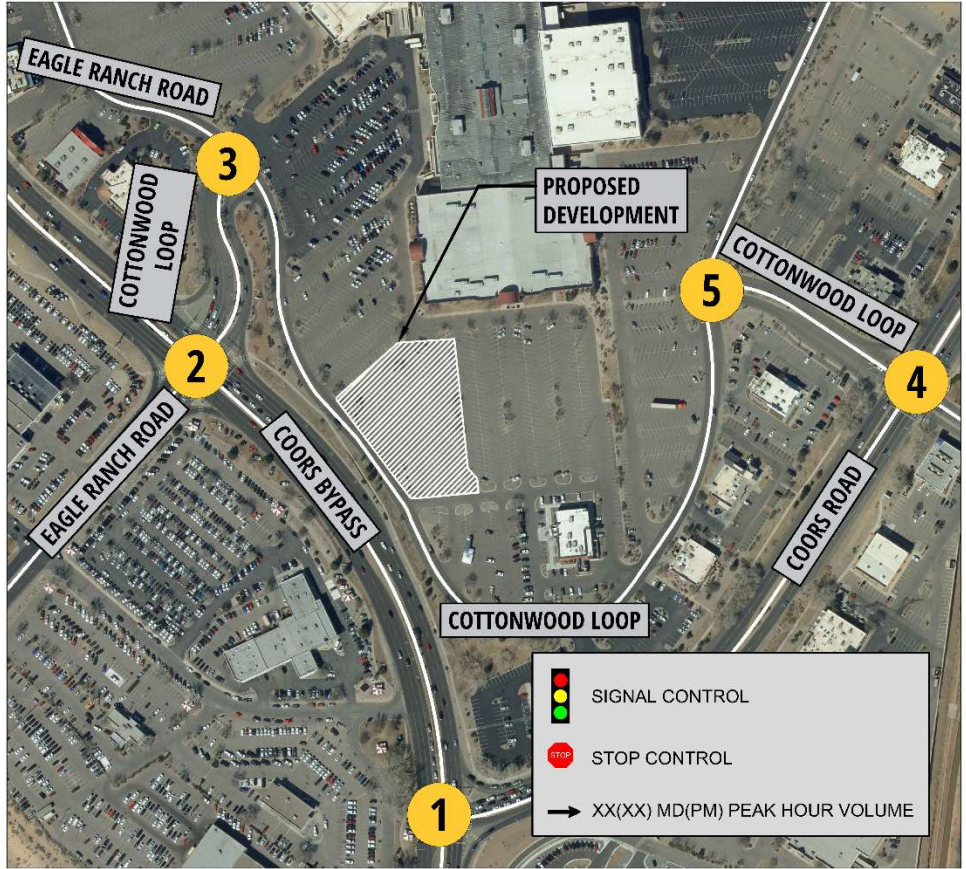 EAGLE RANCH ROAD
3
COTTONWOOD
LOOP
PROPOSED
DEVELOPMENT
5
COTTONWOOD LOOP
2
4
EAGLE RANCH ROAD
COORS BYPASS
COORS ROAD
COTTONWOOD LOOP
SIGNAL CONTROL
STOP
STOP CONTROL
XX(XX) MD(PM) PEAK HOUR VOLUME
1